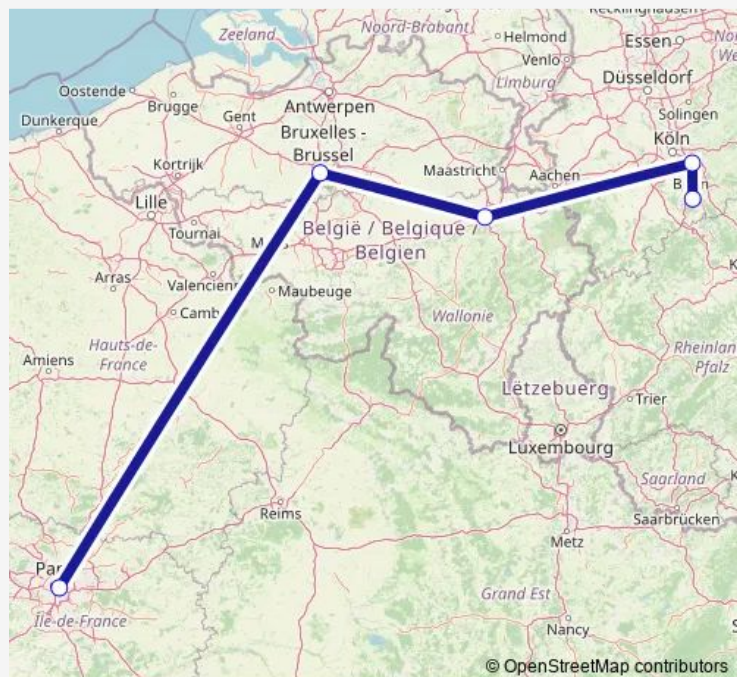 Recklinghausen
Zeeland
Noord-Brabant
Helmond
Essen
Venlo
Oostende
Brugge
Antwerpen
Limburg
Düsseldorf
Dunkerque
Gent
Solingen
Bruxelles -
Brussel
Köln
Kortrijk
Maastricht
Aachen
Lille
Tournai
België / Belgique /
Belgien
Arras
Valencien
Maubeuge
Camb
Wallonie
Hauts-de-
France
Amiens
Rheinlan
Pfalz
Lëtzebuerg
Trier
Luxembourg
Saarland
Reims
Saarbrücken
Metz
Par
Île-de-France
Grand Est
Nancy
© OpenStreetMap contributors